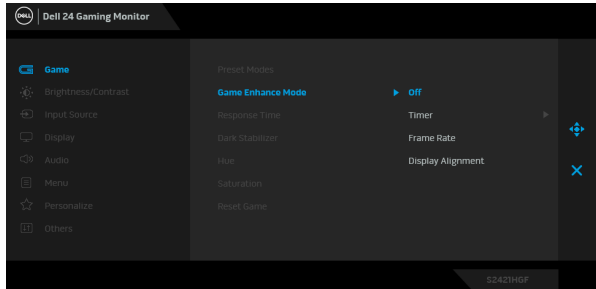 DELL
Dell 24 Gaming Monitor
Game
Brightness/Contrast
Input Source
Display
Audio
Menu
Personalize
Others
Preset Modes
Game Enhance Mode
Response Time
Dark Stabilizer
Hue
Saturation
Reset Game
Off
Timer
Frame Rate
Display Alignment
S2421HGF